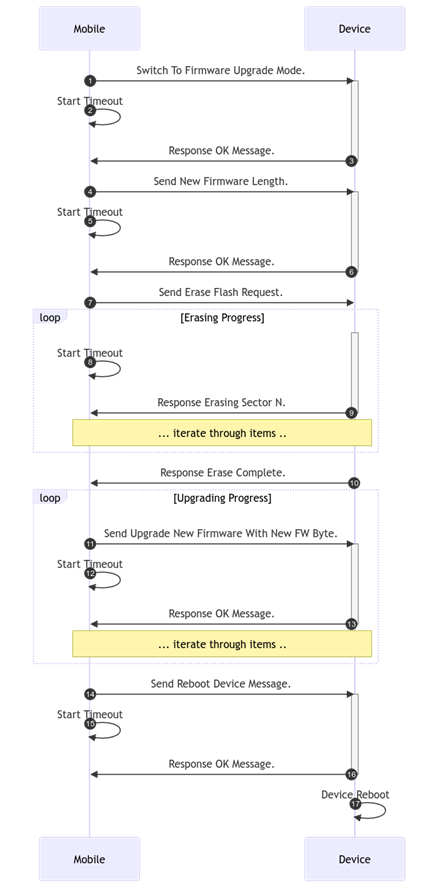 Mobile Device
1 Switch To Firmware Upgrade Mode.
Start Timeout
2
Response OK Message.
3
4 Send New Firmware Length.
Start Timeout
5
Response OK Message.
6
7 Send Erase Flash Request.
loop [Erasing Progress]
Start Timeout
8
Response Erasing Sector N.
9
... iterate through items ..
Response Erase Complete.
10
loop [Upgrading Progress]
11 Send Upgrade New Firmware With New FW Byte.
Start Timeout
12
Response OK Message.
13
... iterate through items ..
14 Send Reboot Device Message.
Start Timeout
15
Response OK Message.
16
Device Reboot
17
Mobile Device